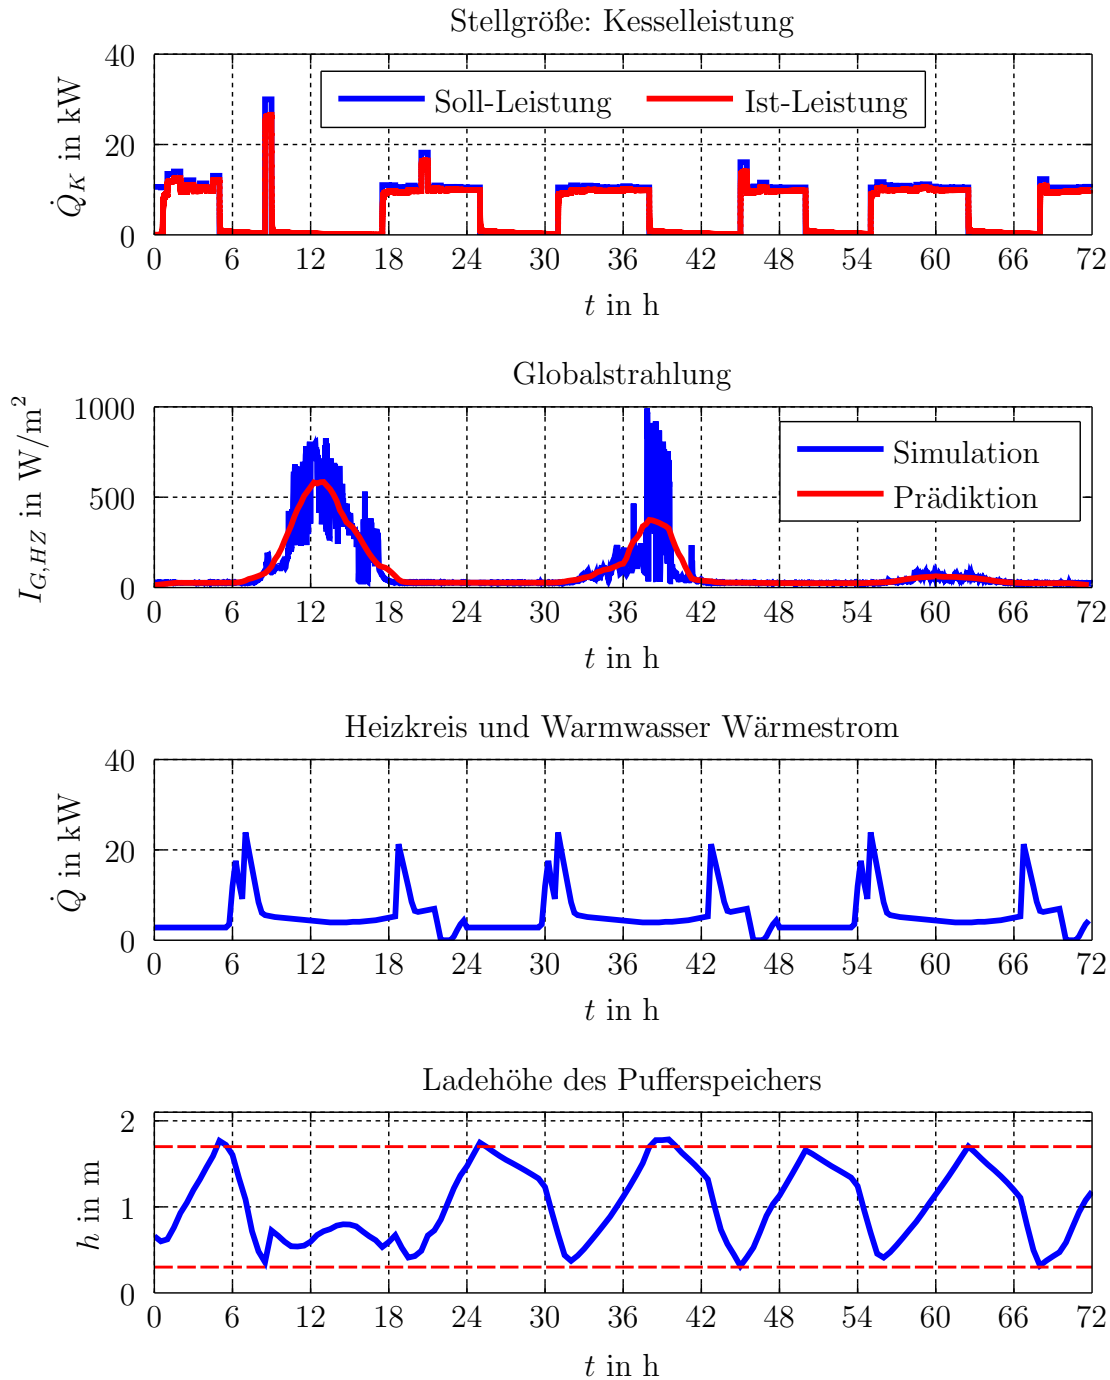 Stellgröße: Kesselleistung
40
20
0
Q̇_K in kW
Soll-Leistung Ist-Leistung
0 6 12 18 24 30 36 42 48 54 60 66 72
t in h
Globalstrahlung
1000
500
0
I_{G,HZ} in W/m²
Simulation
Prädiktion
0 6 12 18 24 30 36 42 48 54 60 66 72
t in h
Heizkreis und Warmwasser Wärmestrom
40
20
0
Q̇ in kW
0 6 12 18 24 30 36 42 48 54 60 66 72
t in h
Ladehöhe des Pufferspeichers
2
1
0
h in m
0 6 12 18 24 30 36 42 48 54 60 66 72
t in h